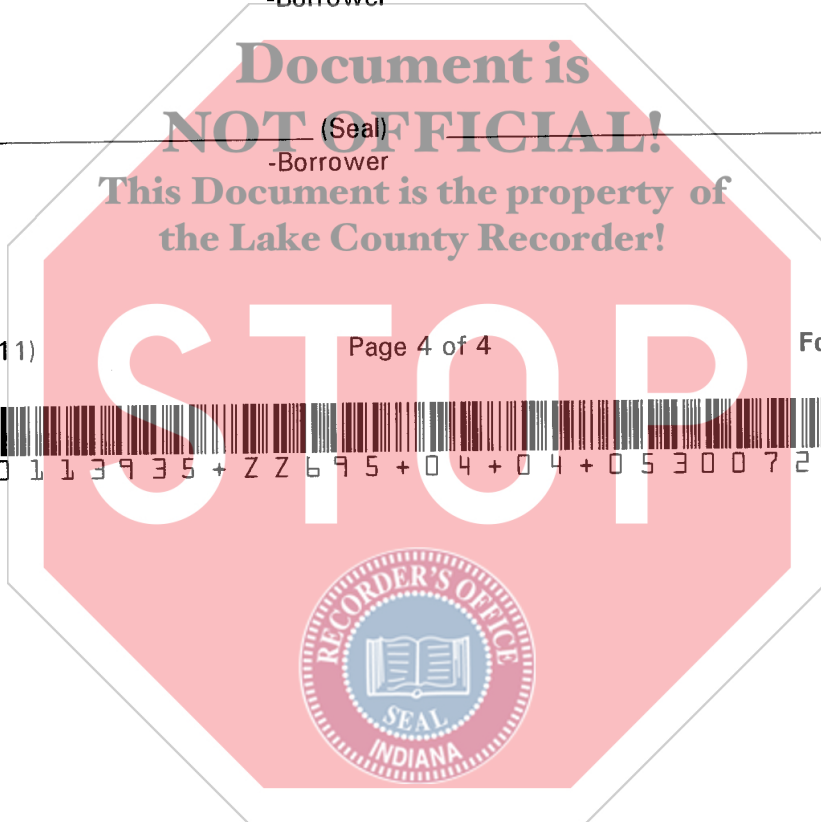 -Borrower
Document is
NOT OFFICIAL!
(Seal)
-Borrower
This Document is the property of
the Lake County Recorder!
STOP
11)
Page 4 of 4
113935+ZZ695+04+04+0530072
RECORDER'S OFFICE
SEAL
INDIANA